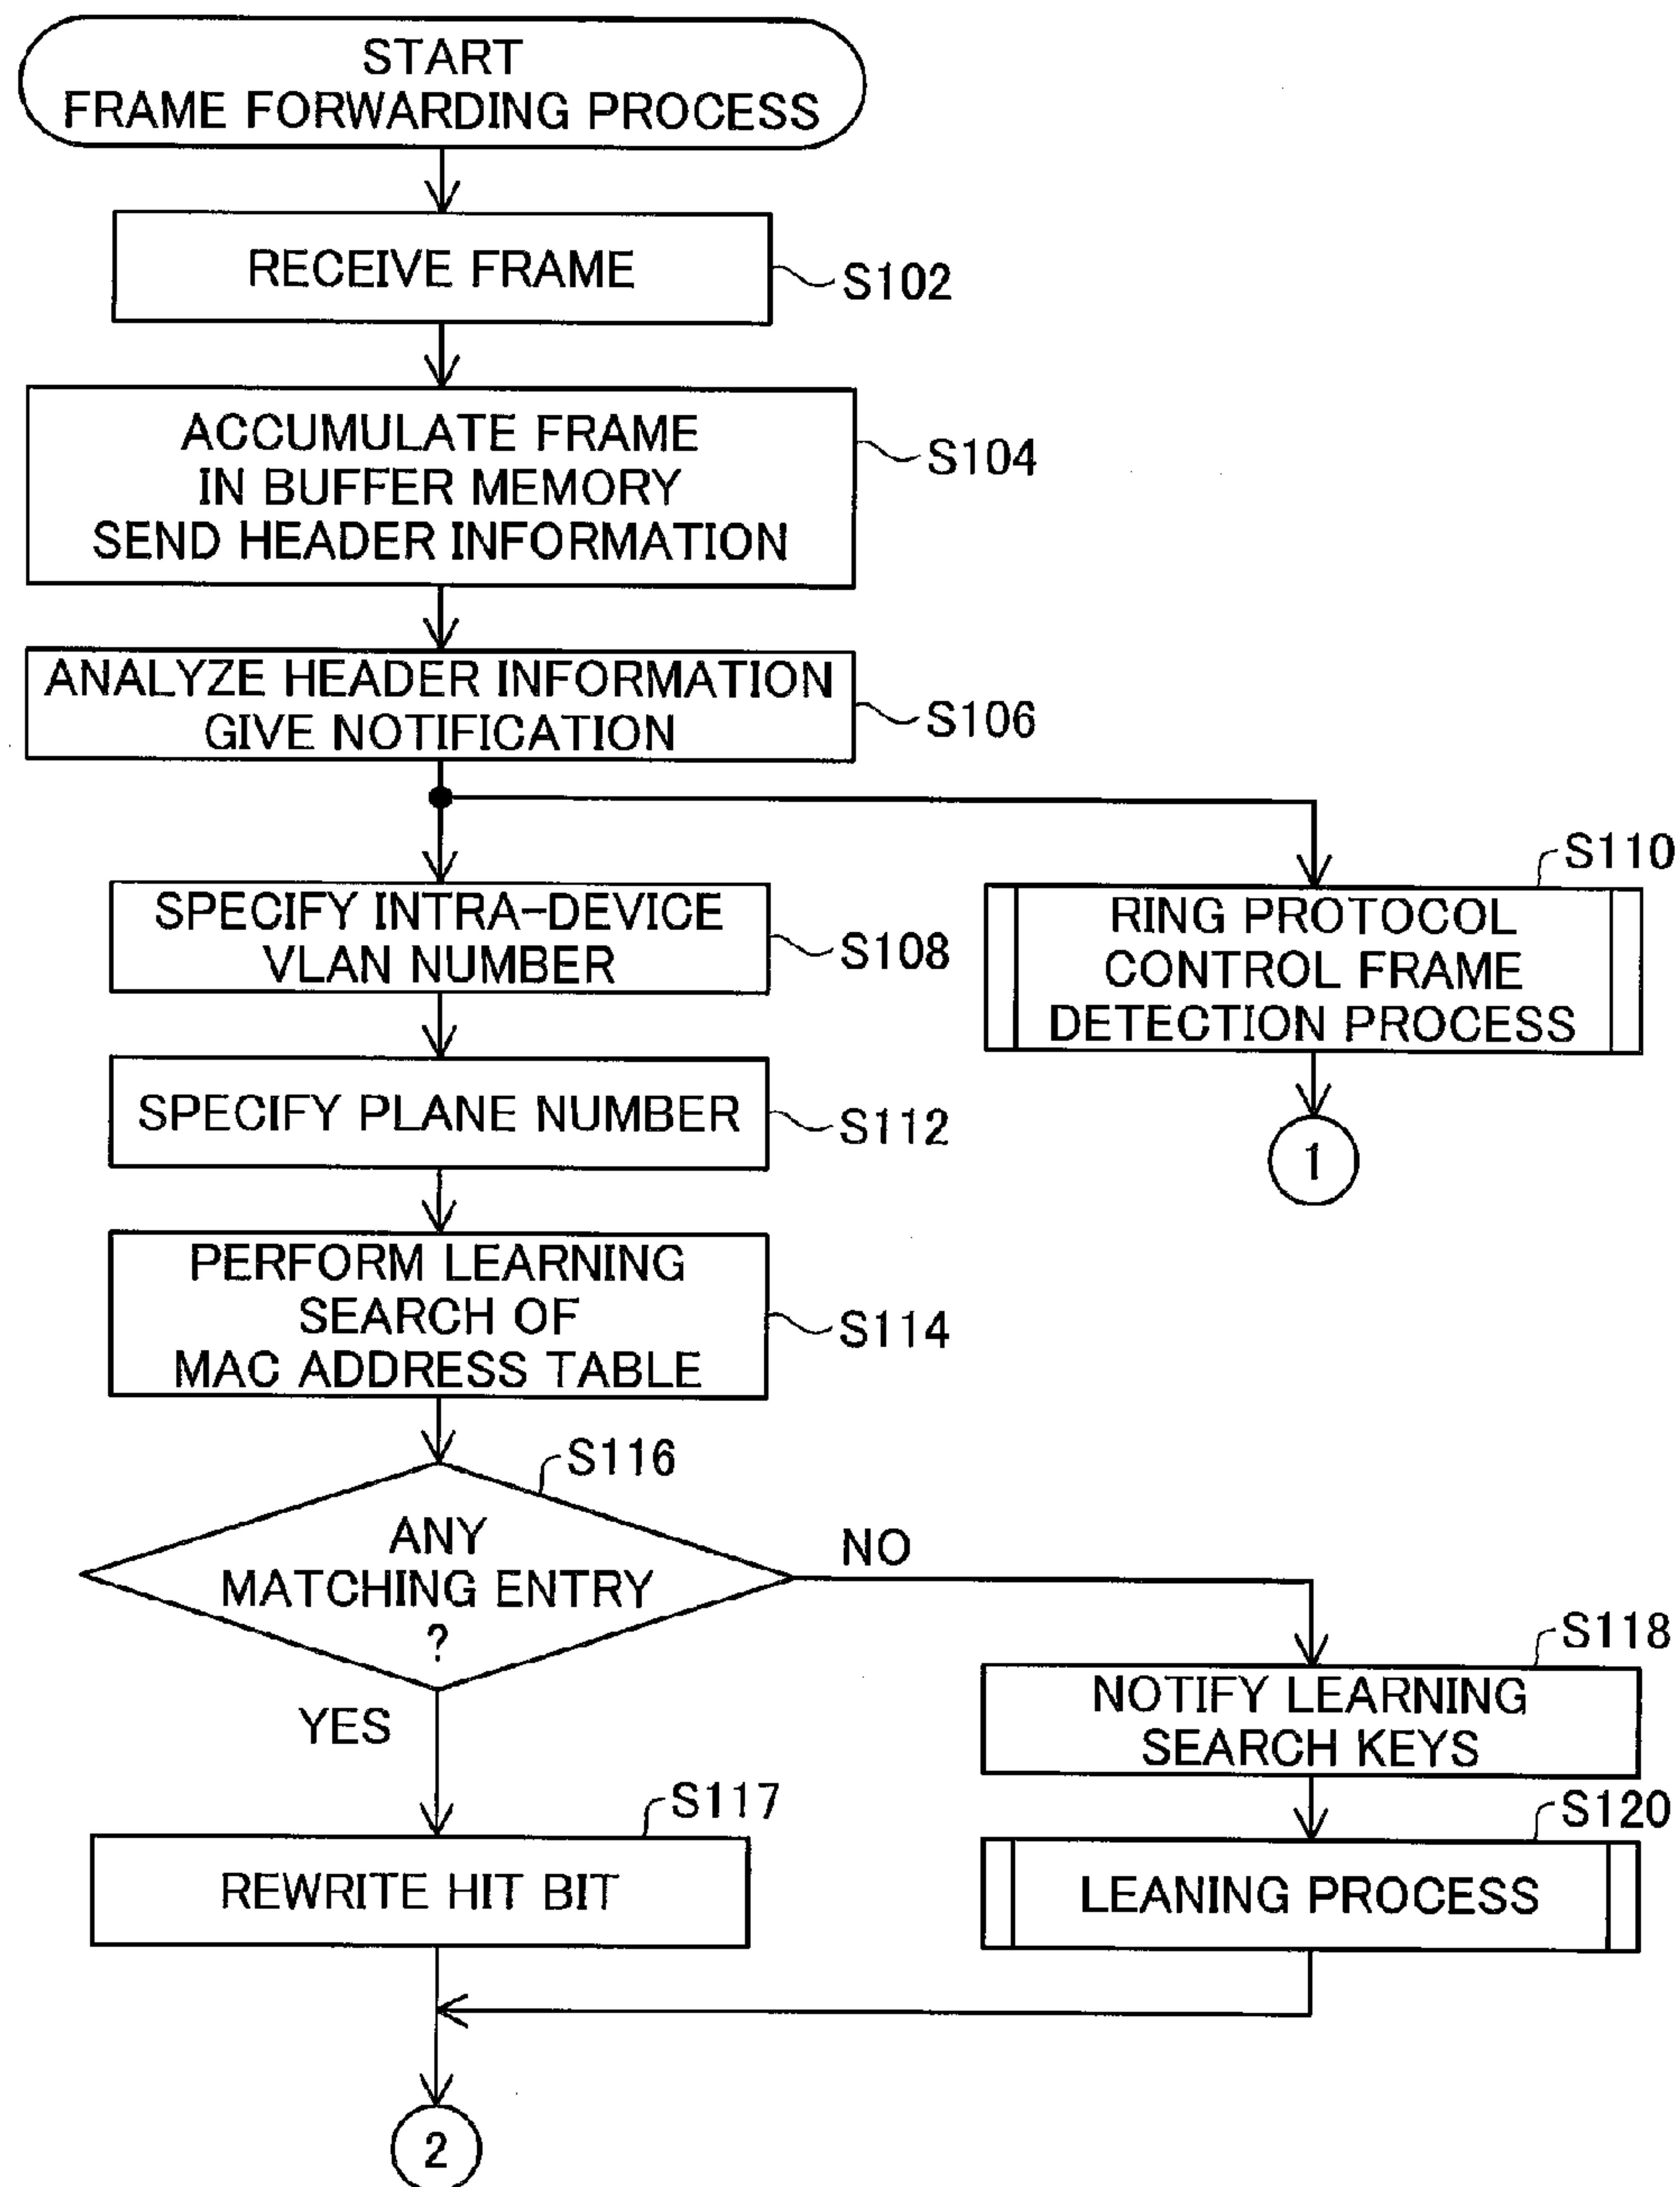 START
FRAME FORWARDING PROCESS
RECEIVE FRAME
S102
ACCUMULATE FRAME
IN BUFFER MEMORY
SEND HEADER INFORMATION
S104
ANALYZE HEADER INFORMATION
GIVE NOTIFICATION
S106
SPECIFY INTRA-DEVICE
VLAN NUMBER
S108
S110
RING PROTOCOL
CONTROL FRAME
DETECTION PROCESS
1
SPECIFY PLANE NUMBER
S112
PERFORM LEARNING
SEARCH OF
MAC ADDRESS TABLE
S114
S116
ANY
MATCHING ENTRY
?
NO
YES
S118
NOTIFY LEARNING
SEARCH KEYS
S117
REWRITE HIT BIT
S120
LEANING PROCESS
2